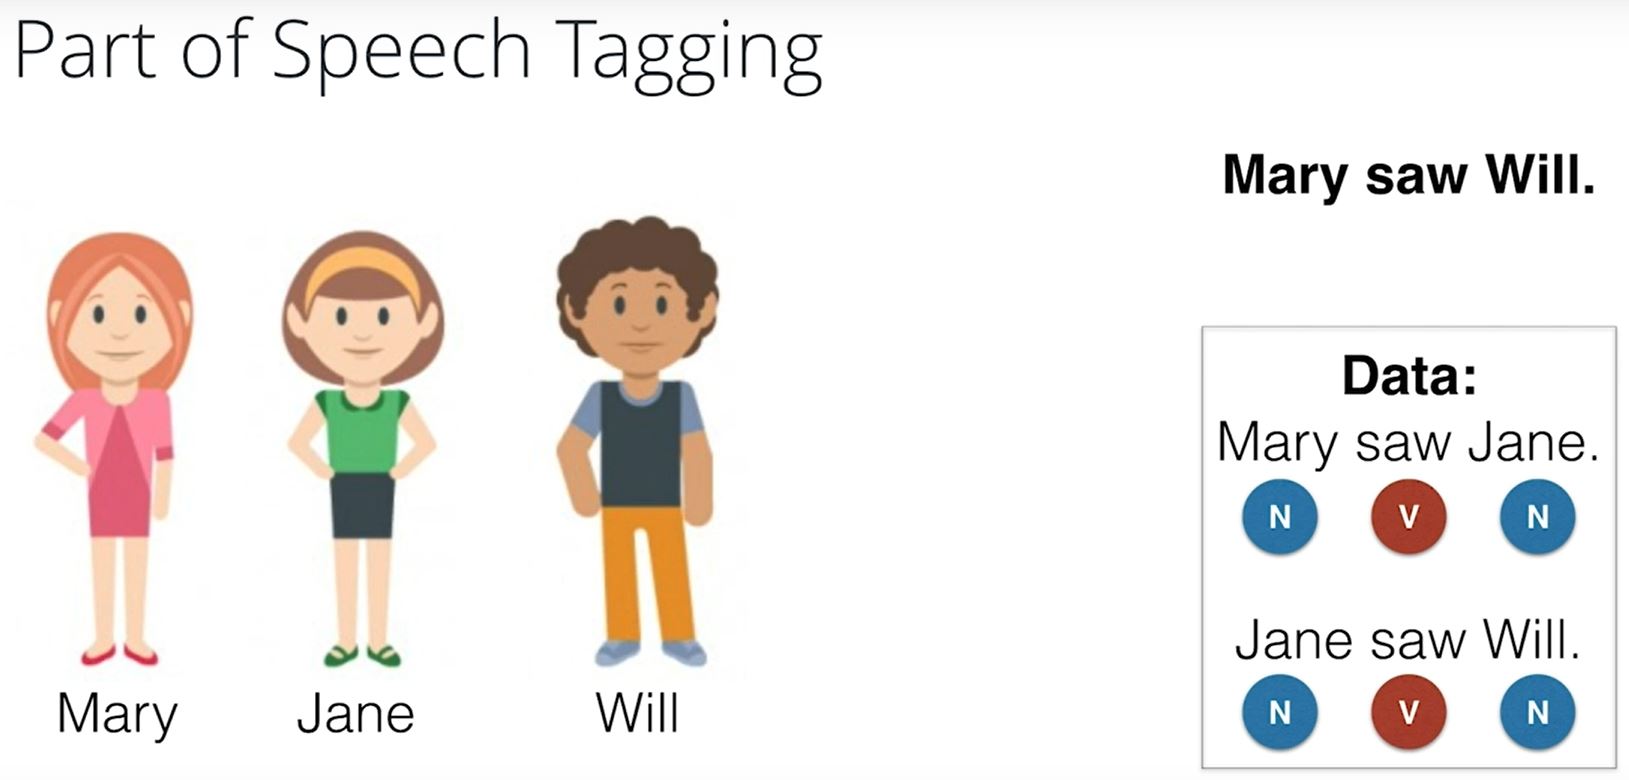 Part of Speech Tagging
Mary saw Will.
Mary
Jane
Will
Data:
Mary saw Jane.
N V N
Jane saw Will.
N V N